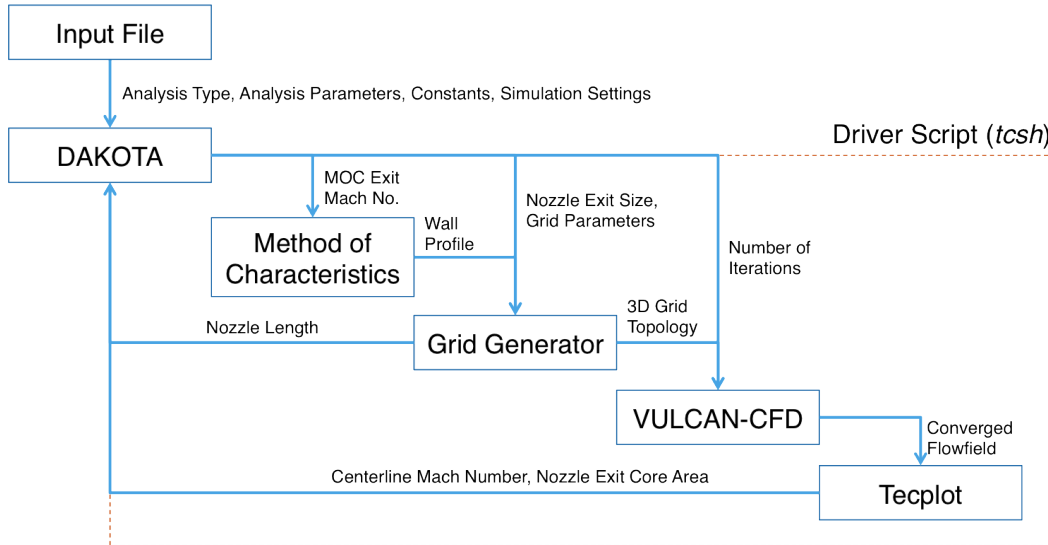 Input File
Analysis Type, Analysis Parameters, Constants, Simulation Settings
Driver Script (tcsh)
DAKOTA
MOC Exit
Mach No.
Nozzle Exit Size,
Grid Parameters
Wall
Profile
Method of
Characteristics
Number of
Iterations
3D Grid
Topology
Nozzle Length
Grid Generator
VULCAN-CFD
Converged
Flowfield
Centerline Mach Number, Nozzle Exit Core Area
Tecplot